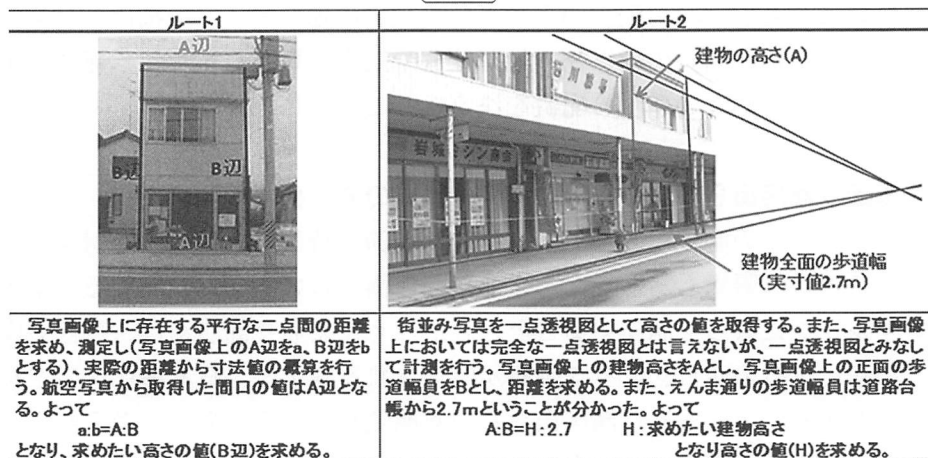 ルート1
ルート2
A辺
B辺
B辺
A辺
建物の高さ(A)
石川薬局
岩城ミシン商会
建物全面の歩道幅
(実寸値2.7m)
写真画像上に存在する平行な二点間の距離
を求め、測定し(写真画像上のA辺をa、B辺をb
とする)、実際の距離から寸法値の概算を行
う。航空写真から取得した間口の値はA辺とな
る。よって
a:b=A:B
となり、求めたい高さの値(B辺)を求める。
街並み写真を一点透視図として高さの値を取得する。また、写真画像
上においては完全な一点透視図とは言えないが、一点透視図とみなし
て計測を行う。写真画像上の建物高さをAとし、写真画像上の正面の歩
道幅員をBとし、距離を求める。また、えんま通りの歩道幅員は道路台
帳から2.7mということが分かった。よって
A:B=H:2.7 H:求めたい建物高さ
となり高さの値(H)を求める。